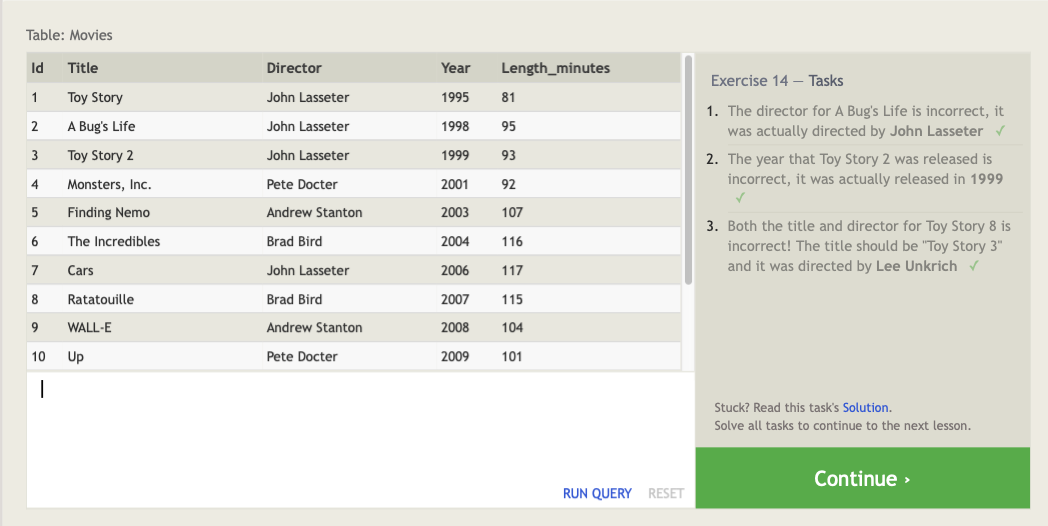 Table: Movies
Id Title Director Year Length_minutes
1 Toy Story John Lasseter 1995 81
2 A Bug's Life John Lasseter 1998 95
3 Toy Story 2 John Lasseter 1999 93
4 Monsters, Inc. Pete Docter 2001 92
5 Finding Nemo Andrew Stanton 2003 107
6 The Incredibles Brad Bird 2004 116
7 Cars John Lasseter 2006 117
8 Ratatouille Brad Bird 2007 115
9 WALL-E Andrew Stanton 2008 104
10 Up Pete Docter 2009 101
RUN QUERY RESET
Exercise 14 — Tasks
1. The director for A Bug's Life is incorrect, it
was actually directed by John Lasseter ✓
2. The year that Toy Story 2 was released is
incorrect, it was actually released in 1999
✓
3. Both the title and director for Toy Story 8 is
incorrect! The title should be "Toy Story 3"
and it was directed by Lee Unkrich ✓
Stuck? Read this task's Solution.
Solve all tasks to continue to the next lesson.
Continue ›